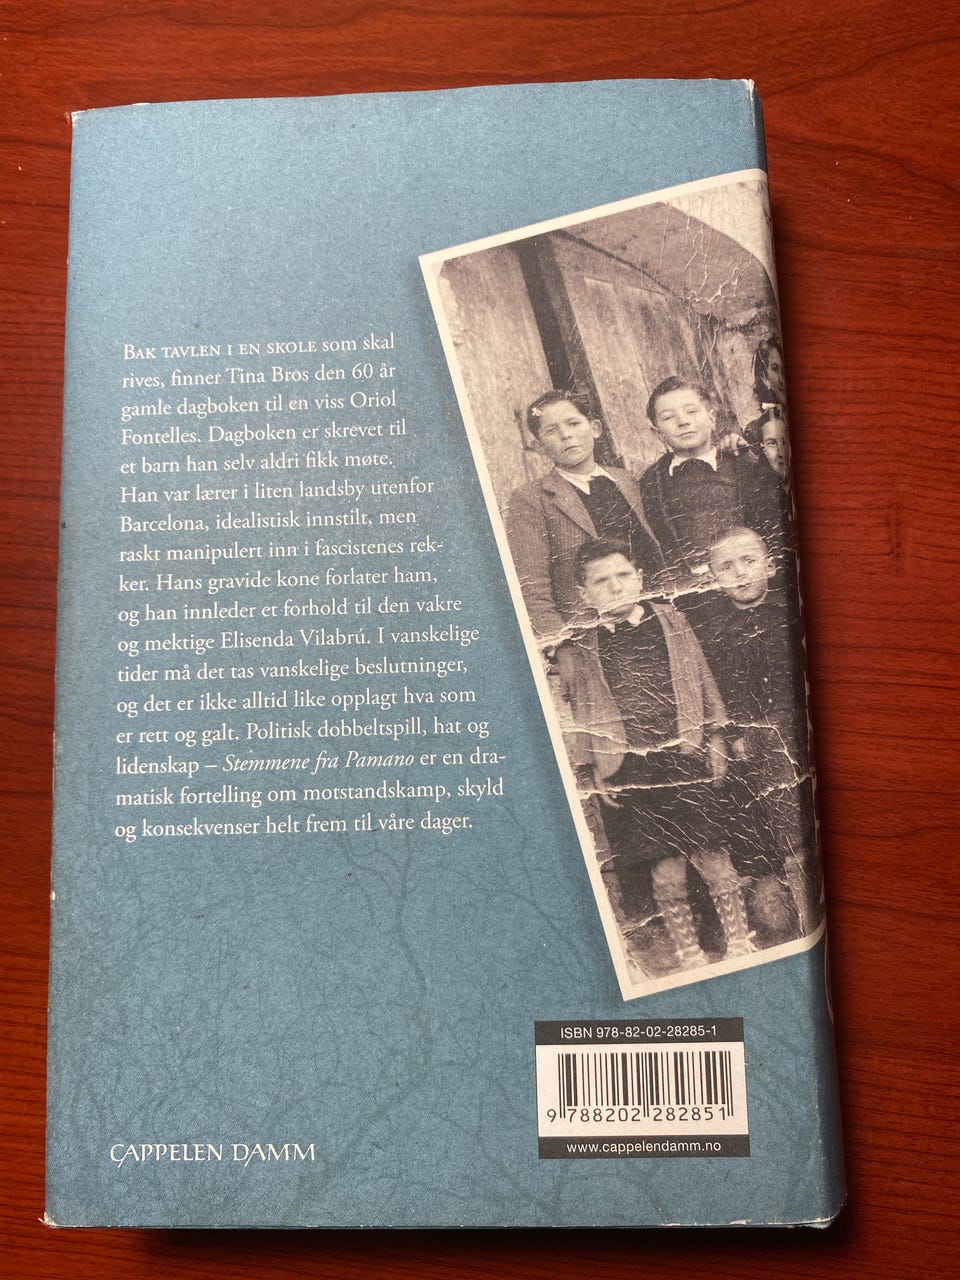 BAK TAVLEN I EN SKOLE som skal
rives, finner Tina Bros den 60 år
gamle dagboken til en viss Oriol
Fontelles. Dagboken er skrevet til
et barn han selv aldri fikk møte.
Han var lærer i liten landsby utenfor
Barcelona, idealistisk innstilt, men
raskt manipulert inn i fascistenes rek-
ker. Hans gravide kone forlater ham,
og han innleder et forhold til den vakre
og mektige Elisenda Vilabrú. I vanskelige
tider må det tas vanskelige beslutninger,
og det er ikke alltid like opplagt hva som
er rett og galt. Politisk dobbeltspill, hat og
lidenskap – Stemmene fra Pamano er en dra-
matisk fortelling om motstandskamp, skyld
og konsekvenser helt frem til våre dager.
ISBN 978-82-02-28285-1
9 788202 282851
www.cappelendamm.no
CAPPELEN DAMM